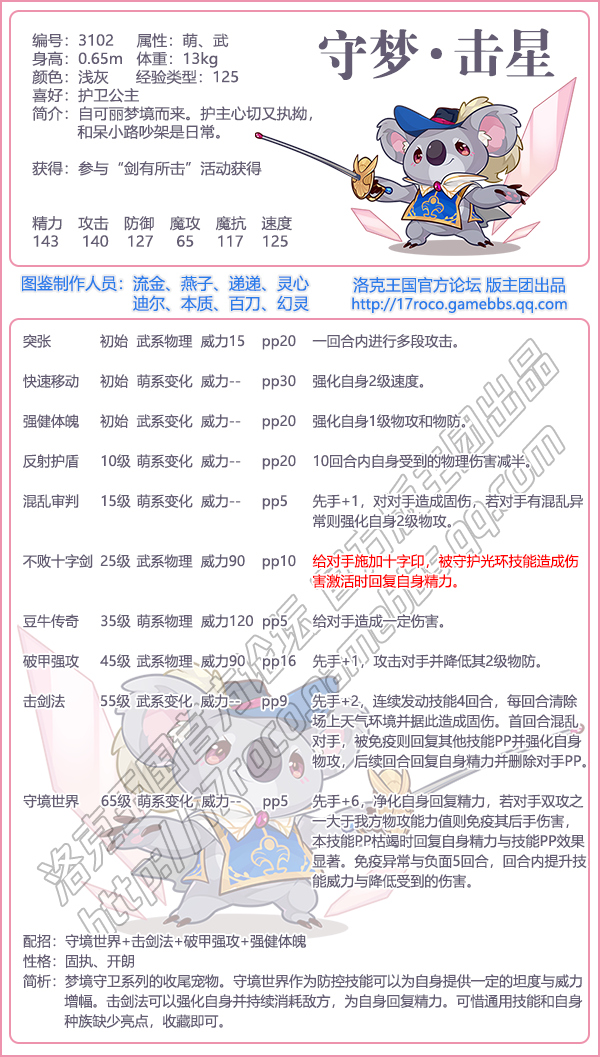 守梦·击星
编号：3102 属性：萌、武
身高：0.65m 体重：13kg
颜色：浅灰 经验类型：125
喜好：护卫公主
简介：自可丽梦境而来。护主心切又执拗，
和呆小路吵架是日常。
获得：参与“剑有所击”活动获得
精力 攻击 防御 魔攻 魔抗 速度
143 140 127 65 117 125
图鉴制作人员：流金、燕子、递递、灵心
迪尔、本质、百刀、幻灵
洛克王国官方论坛 版主团出品
http://17roco.gamebbs.qq.com
突张 初始 武系物理 威力15 pp20 一回合内进行多段攻击。
快速移动 初始 萌系变化 威力-- pp30 强化自身2级速度。
强健体魄 初始 武系变化 威力-- pp20 强化自身1级物攻和物防。
反射护盾 10级 萌系变化 威力-- pp20 10回合内自身受到的物理伤害减半。
混乱审判 15级 萌系变化 威力-- pp5 先手+1，对对手造成固伤，若对手有混乱异
常则强化自身2级物攻。
不败十字剑 25级 武系物理 威力90 pp10 给对手施加十字印，被守护光环技能造成伤
害激活时回复自身精力。
豆牛传奇 35级 萌系物理 威力120 pp5 给对手造成一定伤害。
破甲强攻 45级 武系物理 威力90 pp16 先手+1，攻击对手并降低其2级物防。
击剑法 55级 武系变化 威力-- pp9 先手+2，连续发动技能4回合，每回合清除
场上天气环境并据此造成固伤。首回合混乱
对手，被免疫则回复其他技能PP并强化自身
物攻，后续回合回复自身精力并删除对手PP。
守境世界 65级 萌系变化 威力-- pp5 先手+6，净化自身回复精力，若对手双攻之
一大于我方物攻能力值则免疫其后手伤害，
本技能PP枯竭时回复自身精力与技能PP效果
显著。免疫异常与负面5回合，回合内提升技
能威力与降低受到的伤害。
配招：守境世界+击剑法+破甲强攻+强健体魄
性格：固执、开朗
简析：梦境守卫系列的收尾宠物。守境世界作为防控技能可以为自身提供一定的坦度与威力
增幅。击剑法可以强化自身并持续消耗敌方，为自身回复精力。可惜通用技能和自身
种族缺少亮点，收藏即可。
洛克王国官方论坛 官方版主团出品
http://17roco.gamebbs.qq.com